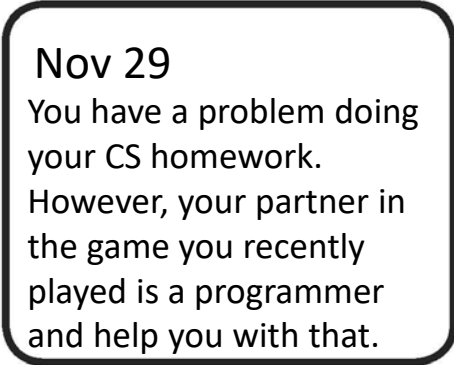 Nov 29
You have a problem doing
your CS homework.
However, your partner in
the game you recently
played is a programmer
and help you with that.